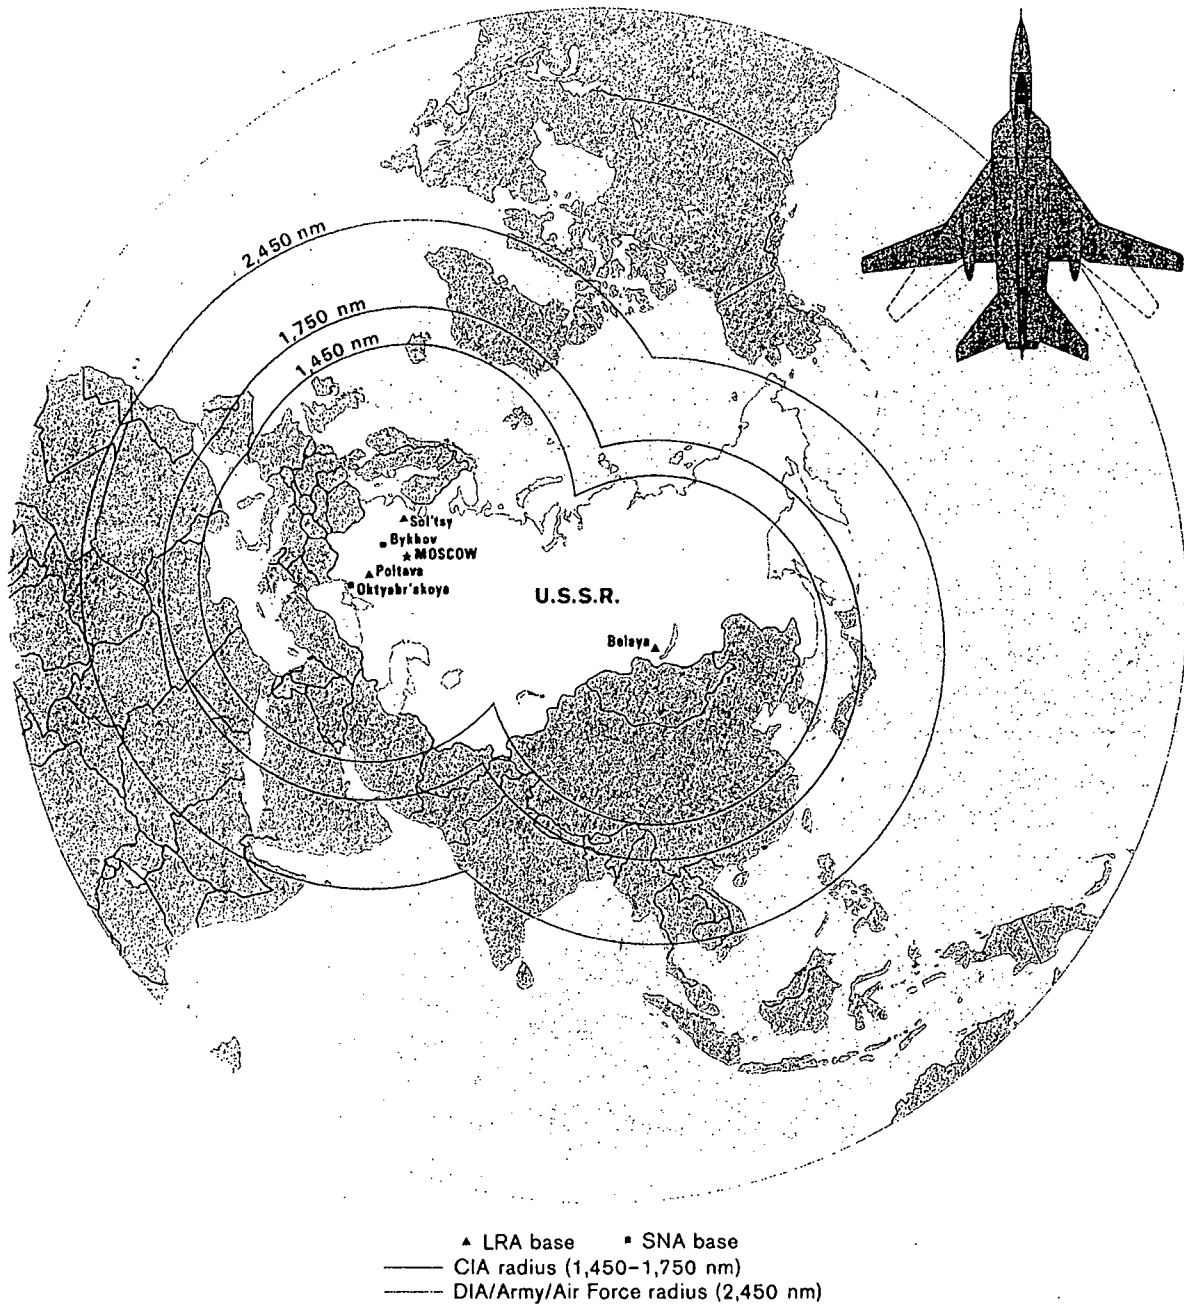 2,450 nm
1,750 nm
1,450 nm
Sol'tsy
Bykhov
MOSCOW
Poltava
Oktyabr'skoye
U.S.S.R.
Belaya
LRA base
SNA base
CIA radius (1,450-1,750 nm)
DIA/Army/Air Force radius (2,450 nm)